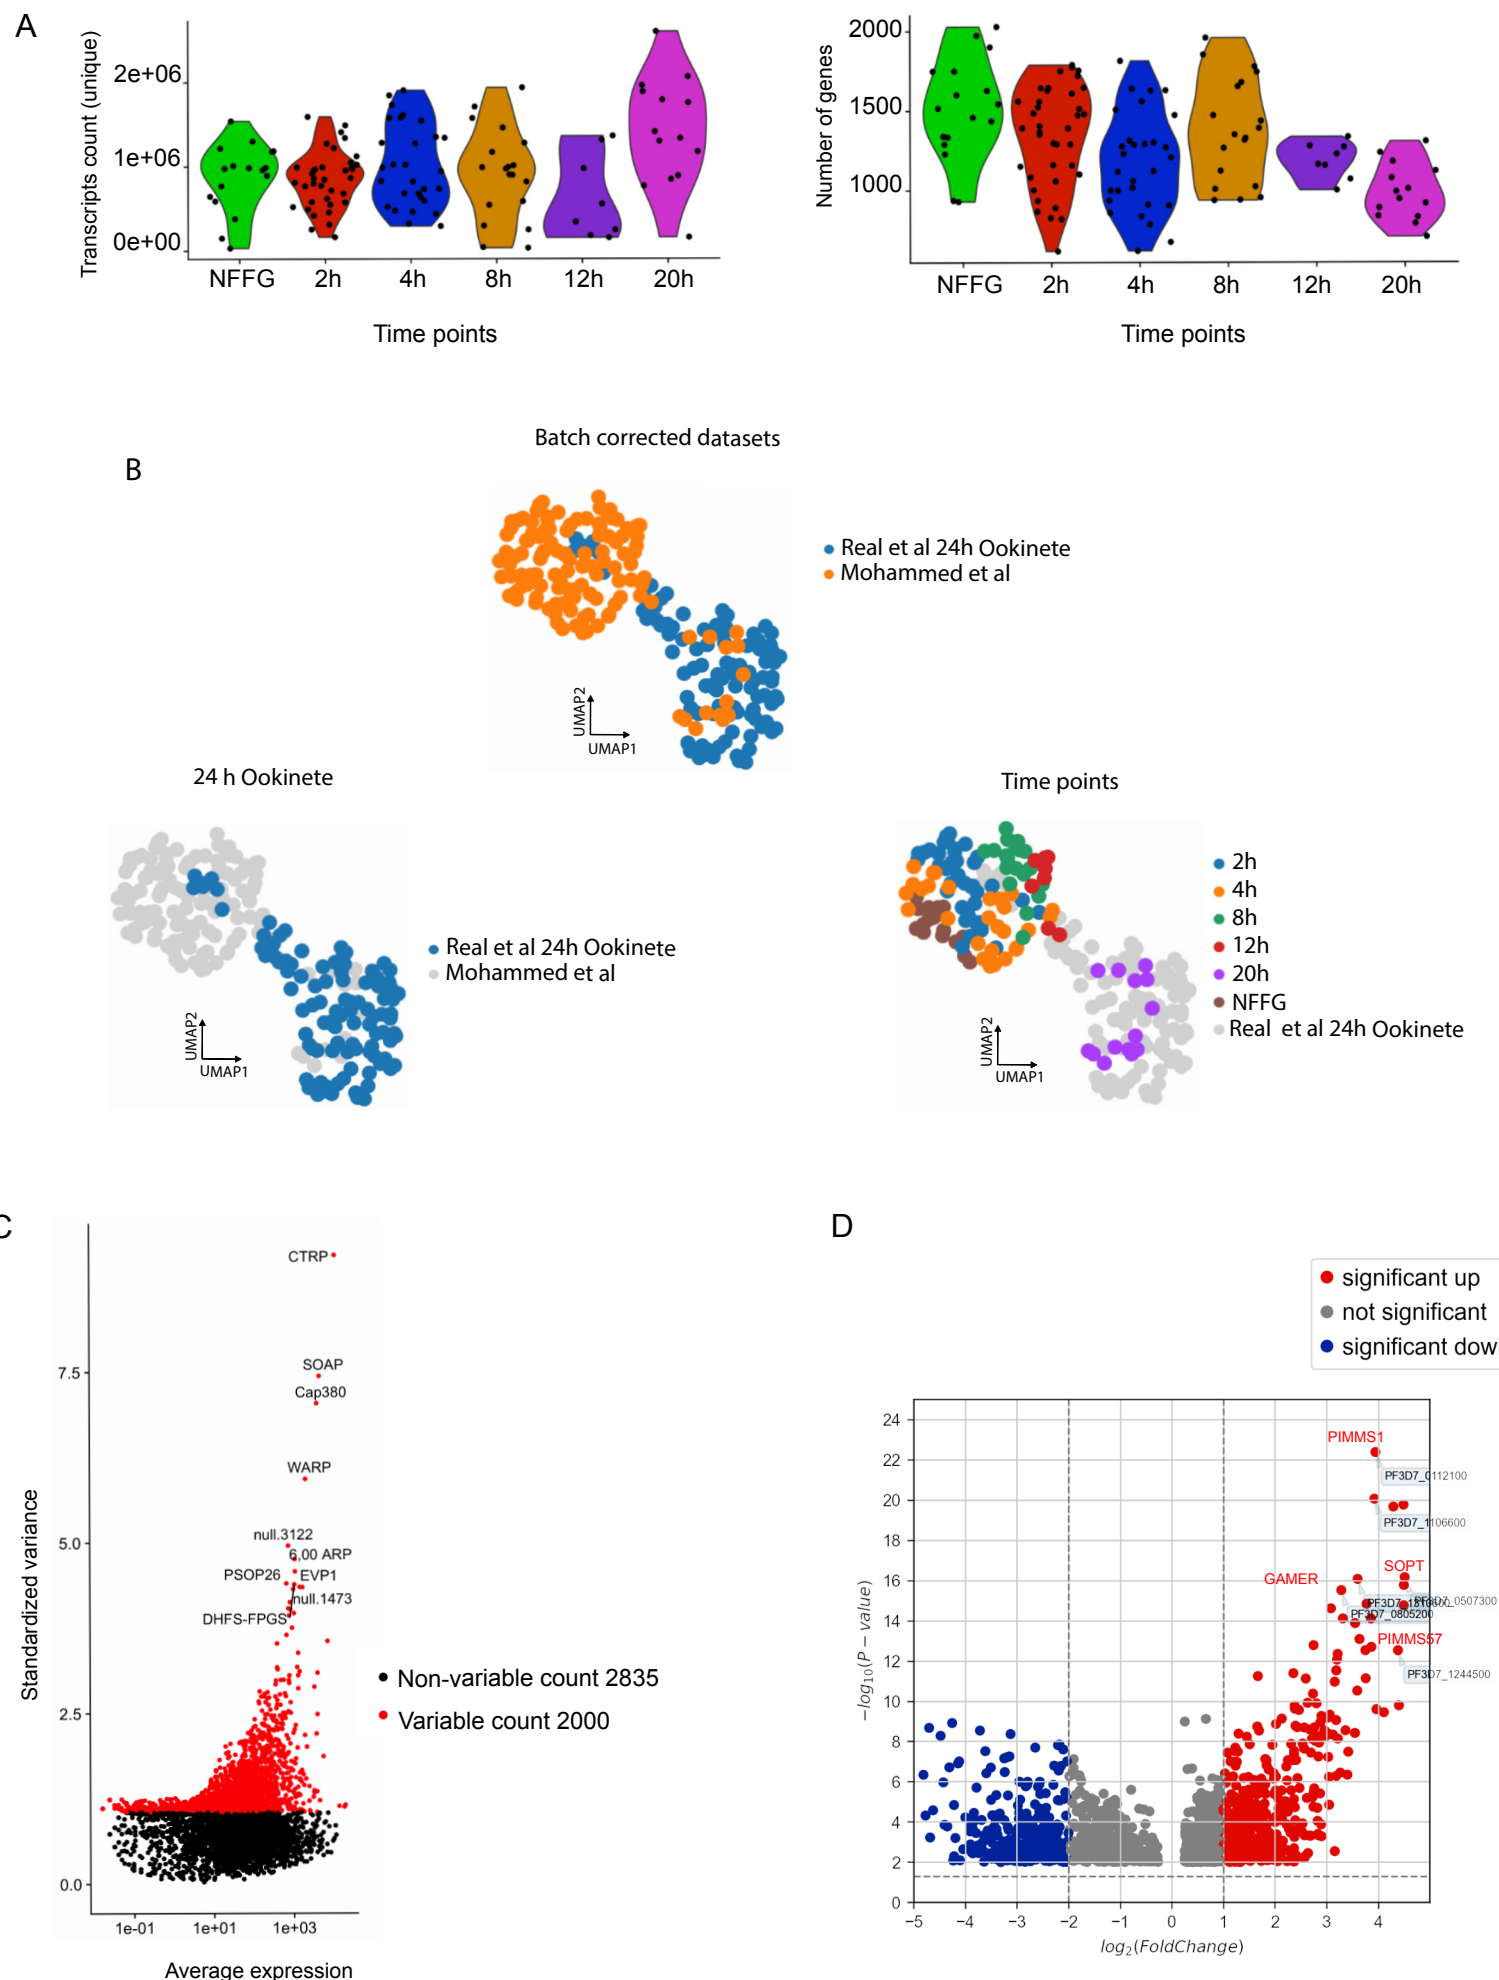 A
Transcripts count (unique)
2e+06
1e+06
0e+00
NFFG 2h 4h 8h 12h 20h
Time points
Number of genes
2000
1500
1000
NFFG 2h 4h 8h 12h 20h
Time points
B
Batch corrected datasets
Real et al 24h Ookinete
Mohammed et al
UMAP2
UMAP1
24 h Ookinete
Real et al 24h Ookinete
Mohammed et al
UMAP2
UMAP1
Time points
2h
4h
8h
12h
20h
NFFG
Real et al 24h Ookinete
UMAP2
UMAP1
C
Standardized variance
7.5
5.0
2.5
0.0
CTRP
SOAP
Cap380
WARP
null.3122
6,00 ARP
PSOP26
EVP1
null.1473
DHFS-FPGS
Non-variable count 2835
Variable count 2000
1e-01 1e+01 1e+03
Average expression
D
significant up
not significant
significant dow
−log10(P − value)
24
22
20
18
16
14
12
10
8
6
4
2
0
PIMMS1
PF3D7_0112100
PF3D7_1106600
SOPT
GAMER
PF3D7_0507300
PF3D7_0805200
PIMMS57
PF3D7_1244500
−5 −4 −3 −2 −1 0 1 2 3 4
log2(FoldChange)